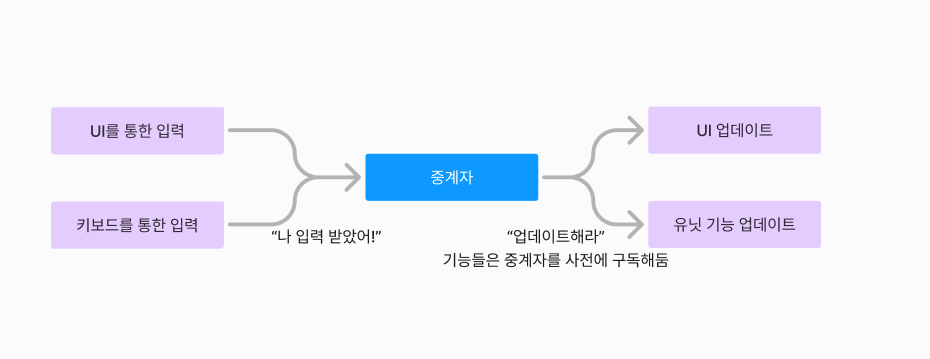 UI를 통한 입력
키보드를 통한 입력
“나 입력 받았어!”
중계자
“업데이트해라”
기능들은 중계자를 사전에 구독해둠
UI 업데이트
유닛 기능 업데이트